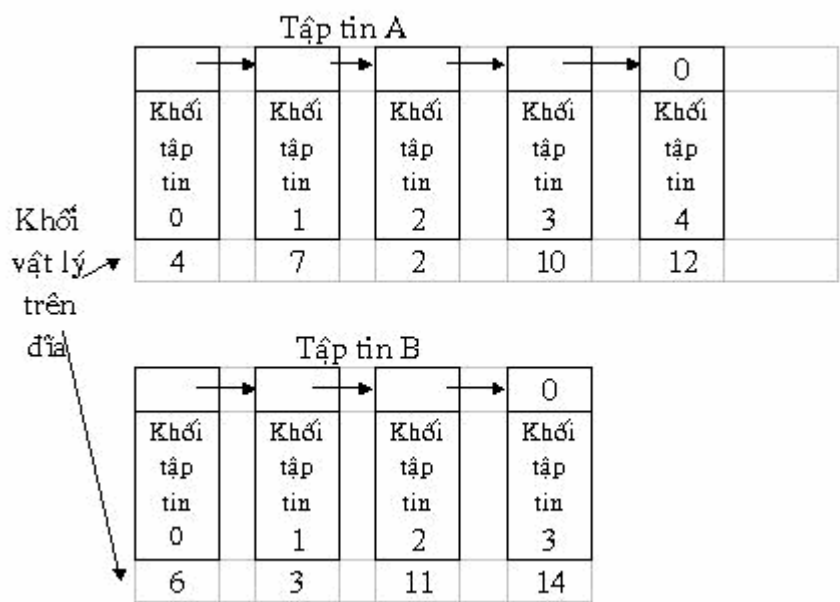 Tập tin A
0
Khối Khối Khối Khối Khối
tập tập tập tập tập
tin tin tin tin tin
0 1 2 3 4
4 7 2 10 12
Khối
vật lý
trên
đĩa
Tập tin B
0
Khối Khối Khối Khối
tập tập tập tập
tin tin tin tin
0 1 2 3
6 3 11 14